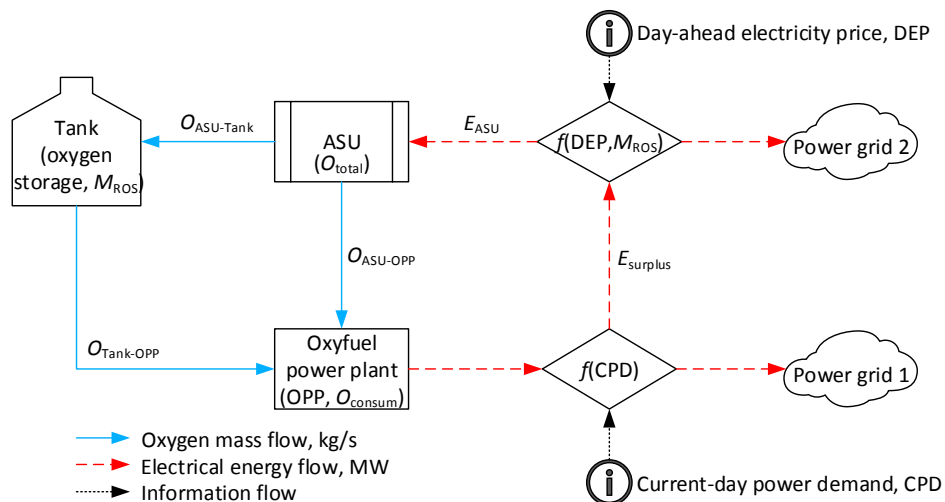 Day-ahead electricity price, DEP
Tank
(oxygen
storage, M_ROS)
O_ASU-Tank
ASU
(O_total)
E_ASU
f(DEP,M_ROS)
Power grid 2
O_ASU-OPP
E_surplus
O_Tank-OPP
Oxyfuel
power plant
(OPP, O_consum)
f(CPD)
Power grid 1
Oxygen mass flow, kg/s
Electrical energy flow, MW
Information flow
Current-day power demand, CPD